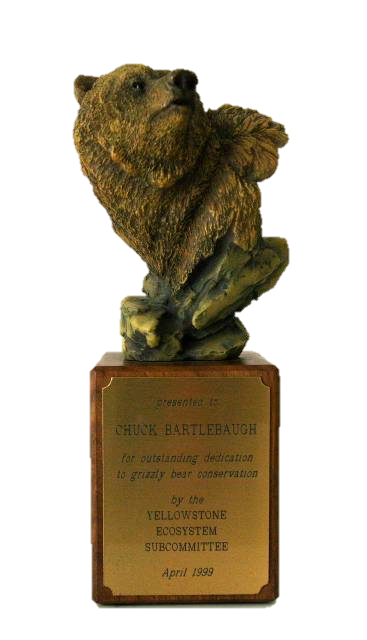 presented to
CHUCK BARTLEBAUGH
for outstanding dedication
to grizzly bear conservation
by the
YELLOWSTONE
ECOSYSTEM
SUBCOMMITTEE
April 1999